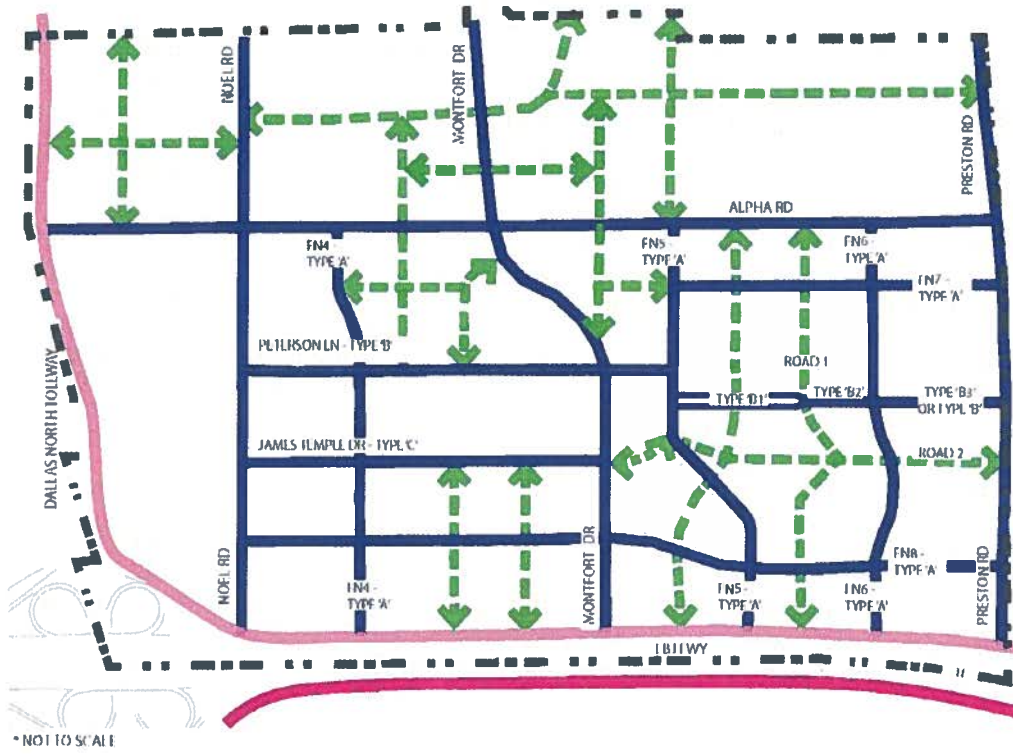 NOEL RD
MONTFORT DR
PRESTON RD
ALPHA RD
FN4 -
TYPE 'A'
FN5 -
TYPE 'A'
FN6 -
TYPE 'A'
FN7 -
TYPE 'A'
PETERSON LN - TYPE 'B'
ROAD 1
DALLAS NORTH TOLLWAY
TYPE 'B1'
TYPE 'B2'
TYPE 'B3'
OR TYPE 'B'
JAMES TEMPLE DR - TYPE 'C'
ROAD 2
NOEL RD
MONTFORT DR
PRESTON RD
FN8 -
TYPE 'A'
FN4 -
TYPE 'A'
FN5 -
TYPE 'A'
FN6 -
TYPE 'A'
LBJ FWY
* NOT TO SCALE